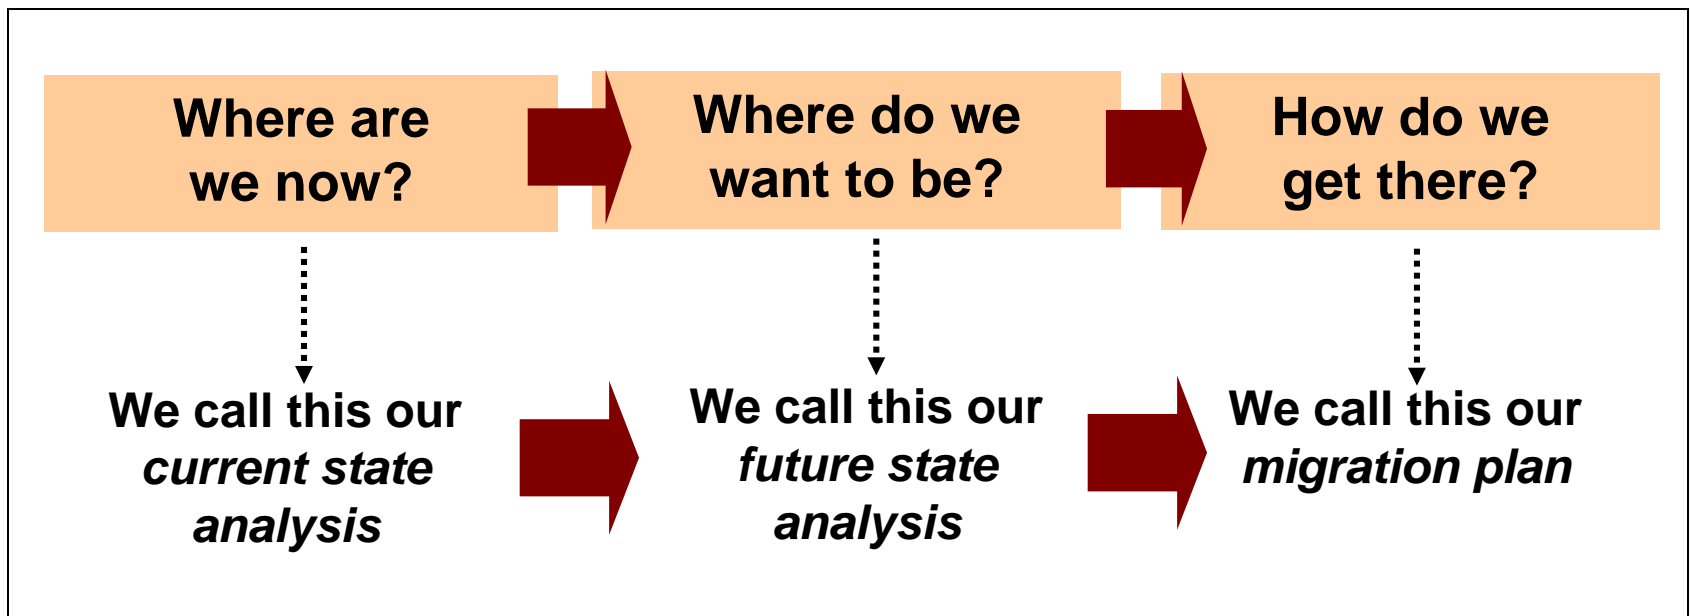 Where are
we now?
Where do we
want to be?
How do we
get there?
We call this our
current state
analysis
We call this our
future state
analysis
We call this our
migration plan